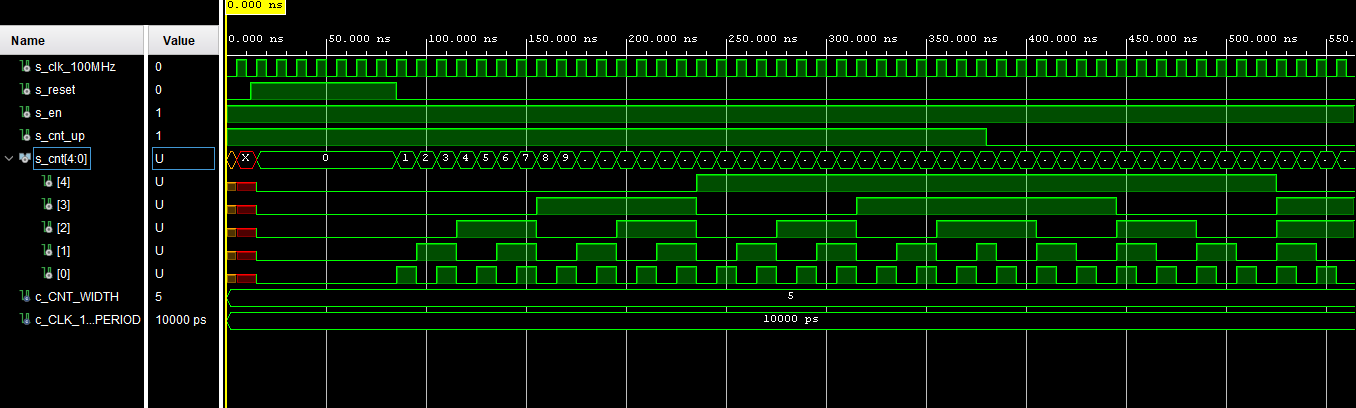 0.000 ns
Name Value 0.000 ns 50.000 ns 100.000 ns 150.000 ns 200.000 ns 250.000 ns 300.000 ns 350.000 ns 400.000 ns 450.000 ns 500.000 ns 550.
s_clk_100MHz 0
s_reset 0
s_en 1
s_cnt_up 1
s_cnt[4:0] U X 0 1 2 3 4 5 6 7 8 9 . . . . . . . . . . . . . . . . . . . . . . . . . . . . . . . . . . . . . . .
[4] U
[3] U
[2] U
[1] U
[0] U
c_CNT_WIDTH 5 5
c_CLK_1...PERIOD 10000 ps 10000 ps